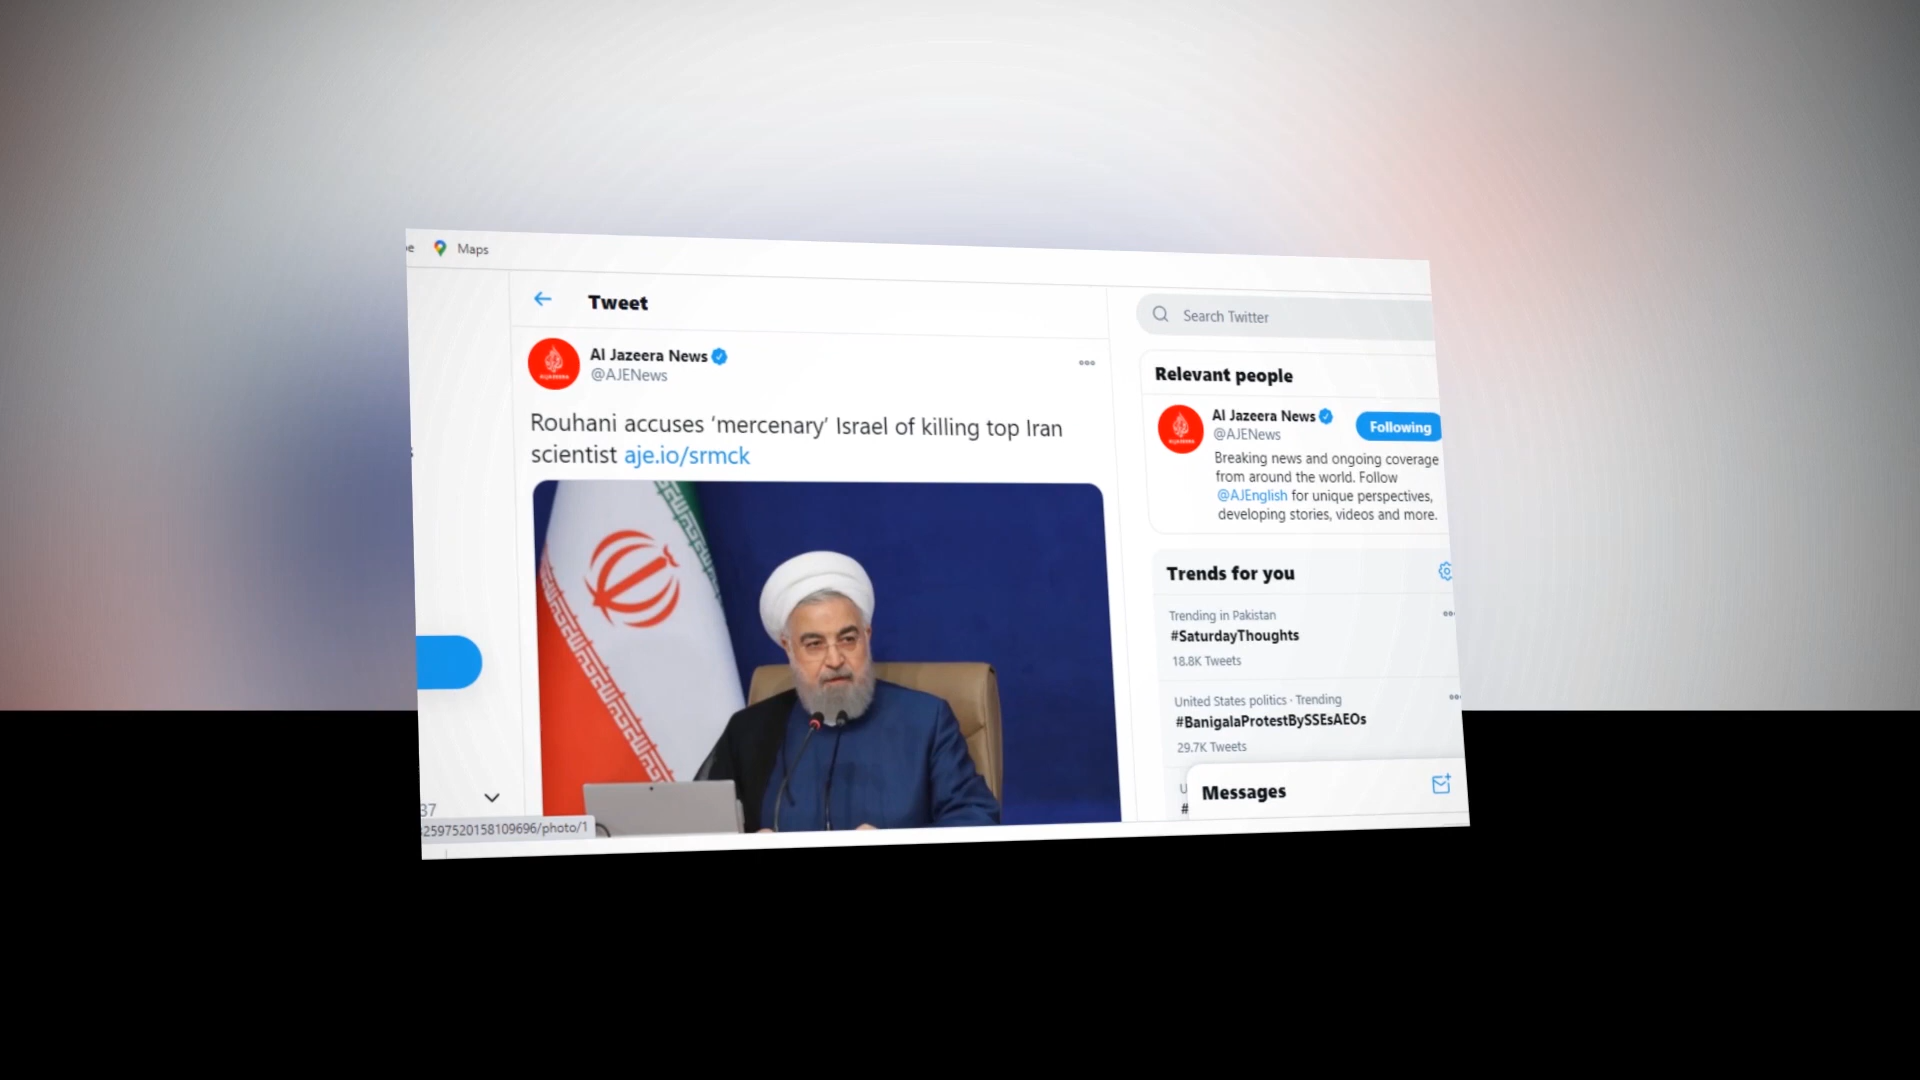 Maps
Tweet
Al Jazeera News
@AJENews
Rouhani accuses ‘mercenary’ Israel of killing top Iran
scientist aje.io/srmck
Search Twitter
Relevant people
Al Jazeera News
@AJENews
Following
Breaking news and ongoing coverage
from around the world. Follow
@AJEnglish for unique perspectives,
developing stories, videos and more.
Trends for you
Trending in Pakistan
#SaturdayThoughts
18.8K Tweets
United States politics · Trending
#BanigalaProtestBySSEsAEOs
29.7K Tweets
Messages
2597520158109696/photo/1